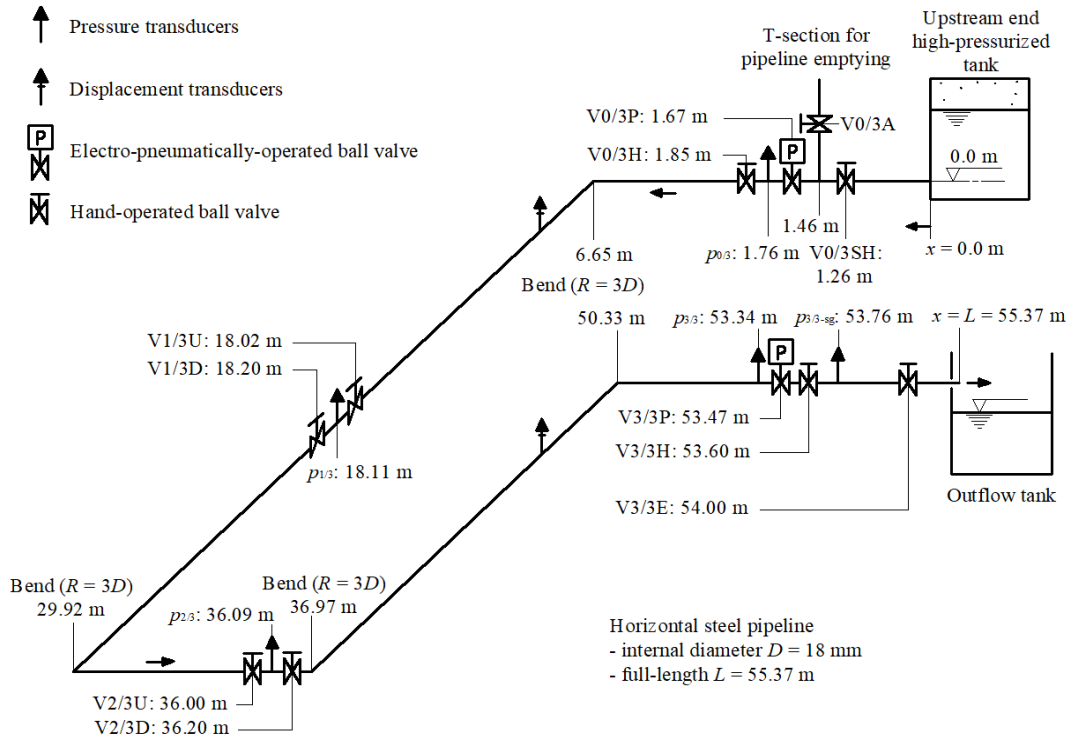 Pressure transducers
Displacement transducers
P
Electro-pneumatically-operated ball valve
Hand-operated ball valve
T-section for
pipeline emptying
Upstream end
high-pressurized
tank
V0/3P: 1.67 m
V0/3A
V0/3H: 1.85 m
P
0.0 m
6.65 m
p0/3: 1.76 m
1.46 m
V0/3SH:
1.26 m
x = 0.0 m
Bend (R = 3D)
50.33 m
p3/3: 53.34 m
p3/3-sg: 53.76 m
x = L = 55.37 m
P
V1/3U: 18.02 m
V1/3D: 18.20 m
p1/3: 18.11 m
V3/3P: 53.47 m
V3/3H: 53.60 m
V3/3E: 54.00 m
Outflow tank
Bend (R = 3D)
29.92 m
Bend (R = 3D)
36.97 m
p2/3: 36.09 m
V2/3U: 36.00 m
V2/3D: 36.20 m
Horizontal steel pipeline
- internal diameter D = 18 mm
- full-length L = 55.37 m